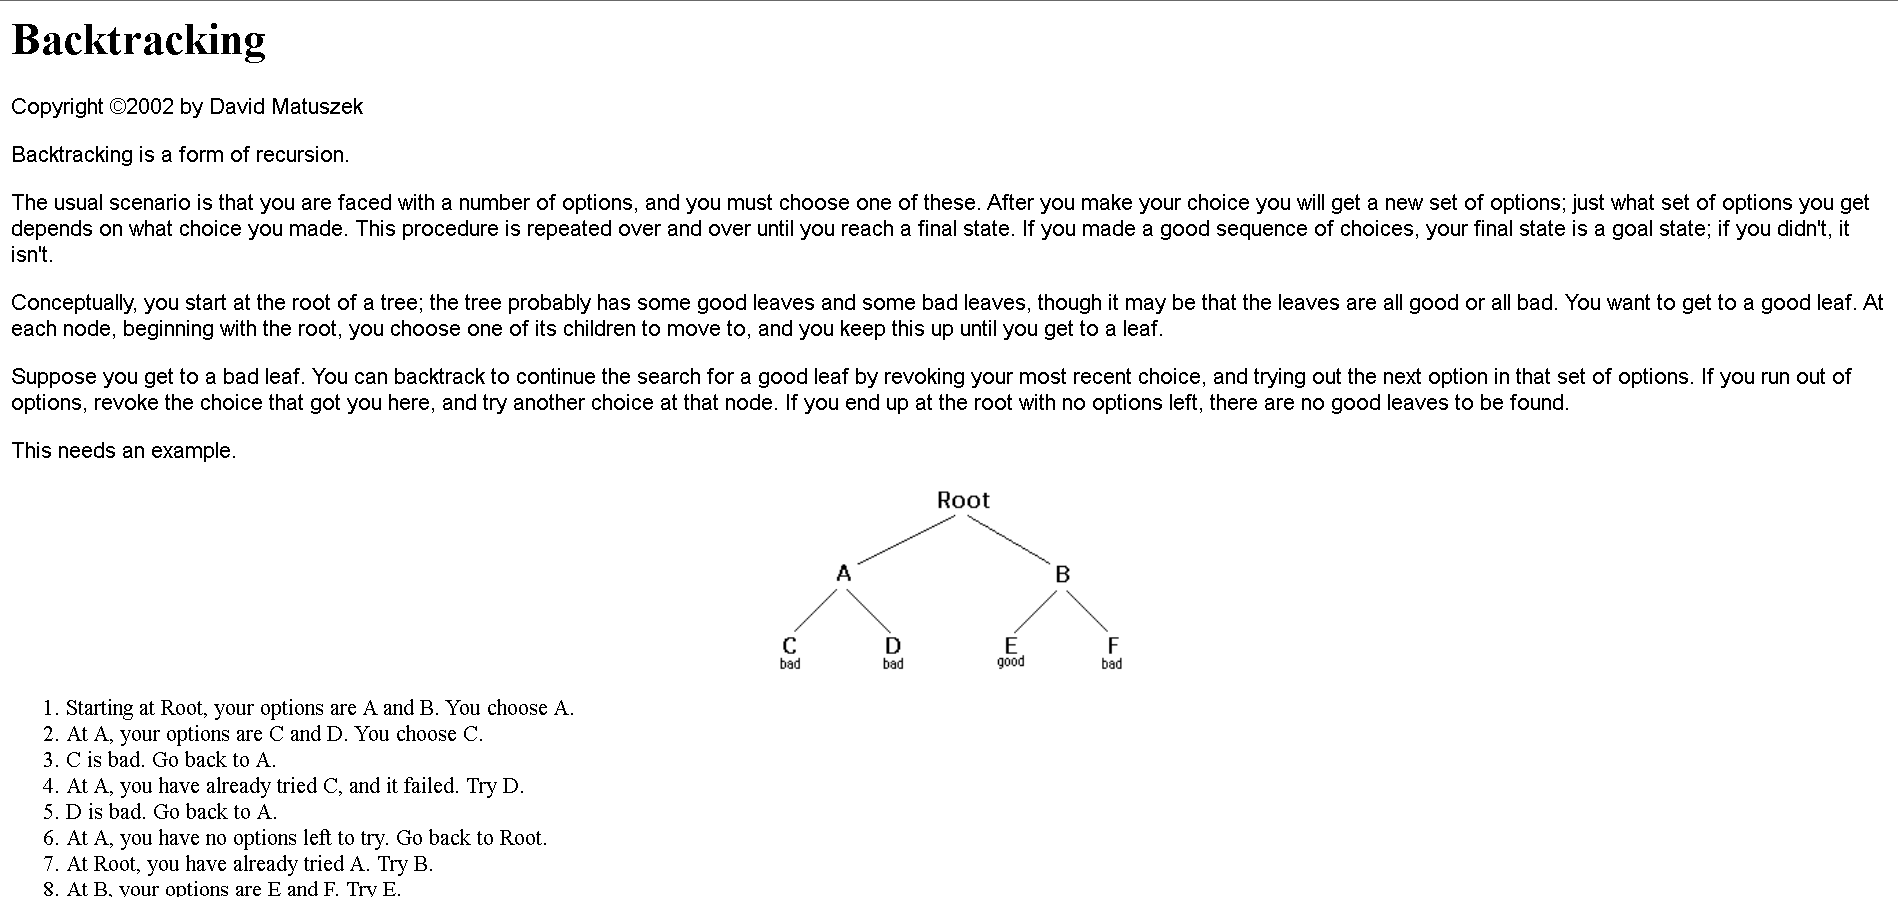 Backtracking
Copyright ©2002 by David Matuszek
Backtracking is a form of recursion.
The usual scenario is that you are faced with a number of options, and you must choose one of these. After you make your choice you will get a new set of options; just what set of options you get
depends on what choice you made. This procedure is repeated over and over until you reach a final state. If you made a good sequence of choices, your final state is a goal state; if you didn't, it
isn't.
Conceptually, you start at the root of a tree; the tree probably has some good leaves and some bad leaves, though it may be that the leaves are all good or all bad. You want to get to a good leaf. At
each node, beginning with the root, you choose one of its children to move to, and you keep this up until you get to a leaf.
Suppose you get to a bad leaf. You can backtrack to continue the search for a good leaf by revoking your most recent choice, and trying out the next option in that set of options. If you run out of
options, revoke the choice that got you here, and try another choice at that node. If you end up at the root with no options left, there are no good leaves to be found.
This needs an example.
Root
A B
C D E F
bad bad good bad
1. Starting at Root, your options are A and B. You choose A.
2. At A, your options are C and D. You choose C.
3. C is bad. Go back to A.
4. At A, you have already tried C, and it failed. Try D.
5. D is bad. Go back to A.
6. At A, you have no options left to try. Go back to Root.
7. At Root, you have already tried A. Try B.
8. At B, your options are E and F. Try E.